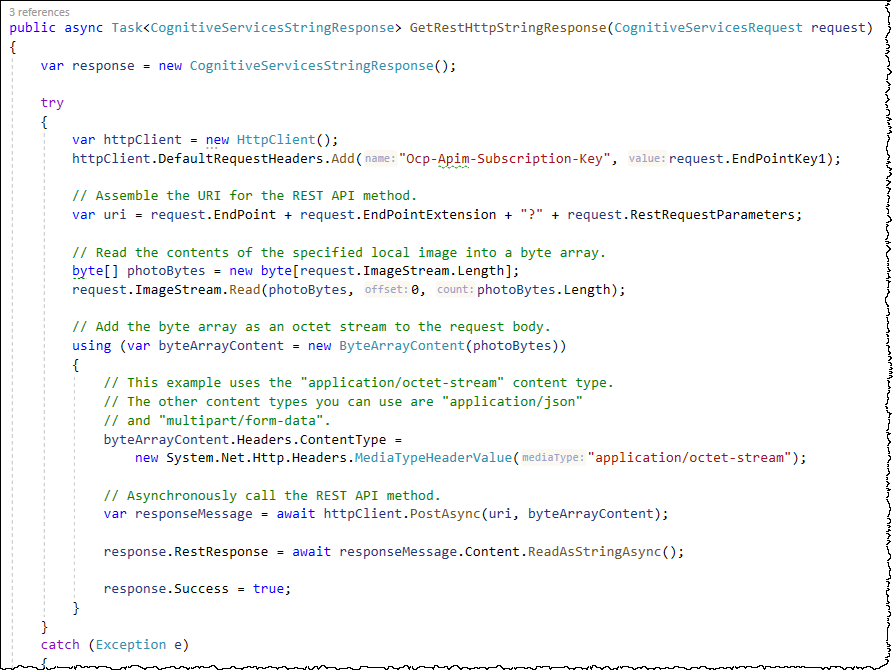 3 references
public async Task<CognitiveServicesStringResponse> GetRestHttpStringResponse(CognitiveServicesRequest request)
{
    var response = new CognitiveServicesStringResponse();

    try
    {
        var httpClient = new HttpClient();
        httpClient.DefaultRequestHeaders.Add(name:"Ocp-Apim-Subscription-Key", value:request.EndPointKey1);

        // Assemble the URI for the REST API method.
        var uri = request.EndPoint + request.EndPointExtension + "?" + request.RestRequestParameters;

        // Read the contents of the specified local image into a byte array.
        byte[] photoBytes = new byte[request.ImageStream.Length];
        request.ImageStream.Read(photoBytes, offset:0, count:photoBytes.Length);

        // Add the byte array as an octet stream to the request body.
        using (var byteArrayContent = new ByteArrayContent(photoBytes))
        {
            // This example uses the "application/octet-stream" content type.
            // The other content types you can use are "application/json"
            // and "multipart/form-data".
            byteArrayContent.Headers.ContentType =
                new System.Net.Http.Headers.MediaTypeHeaderValue(mediaType:"application/octet-stream");

            // Asynchronously call the REST API method.
            var responseMessage = await httpClient.PostAsync(uri, byteArrayContent);

            response.RestResponse = await responseMessage.Content.ReadAsStringAsync();

            response.Success = true;
        }
    }
    catch (Exception e)
    {